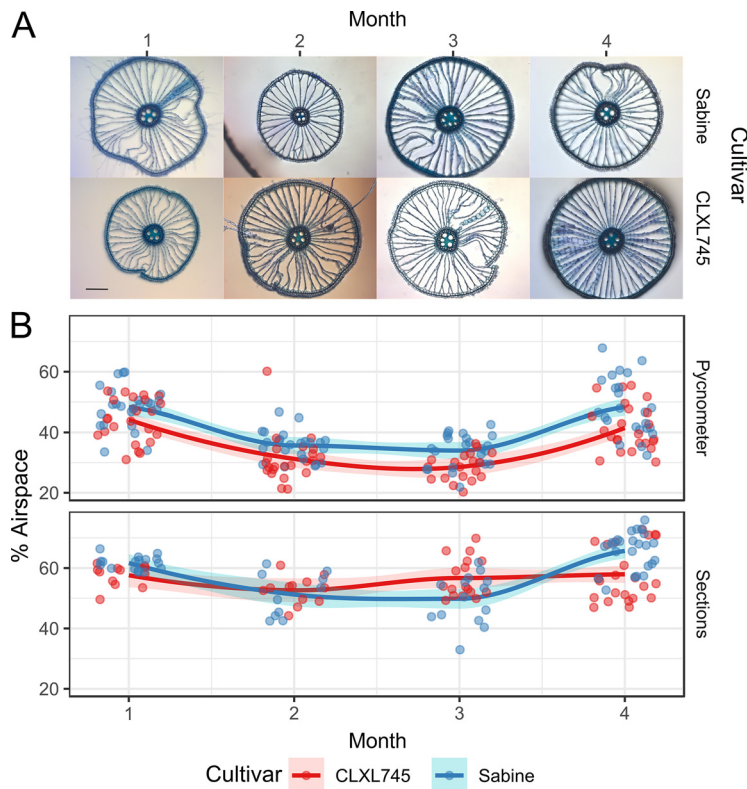 A
Month
1 2 3 4
Sabine
CLXL745
Cultivar
B
60
40
20
Pycnometer
% Airspace
60
40
20
Sections
1 2 3 4
Month
Cultivar CLXL745 Sabine